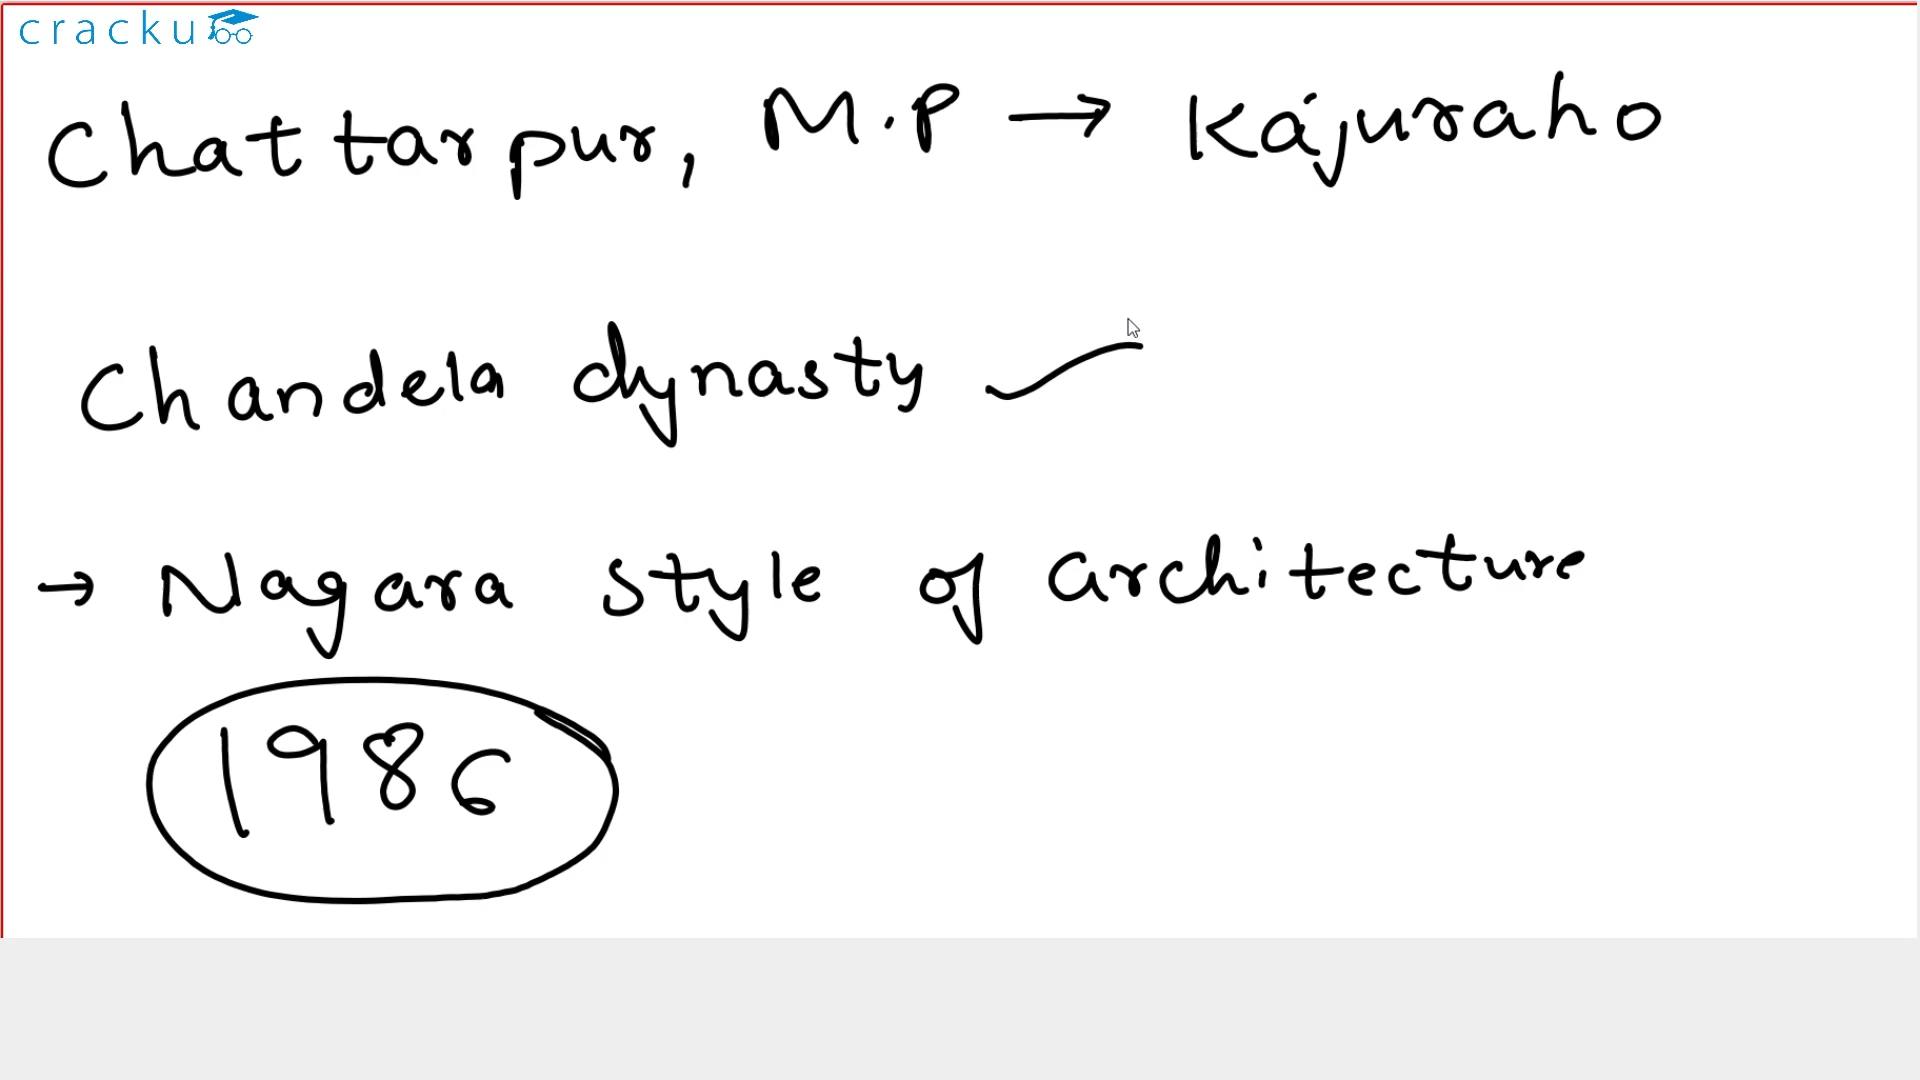 cracku
Chattarpur, M.P → Kajuraho
Chandela dynasty
→ Nagara style of architecture
1986